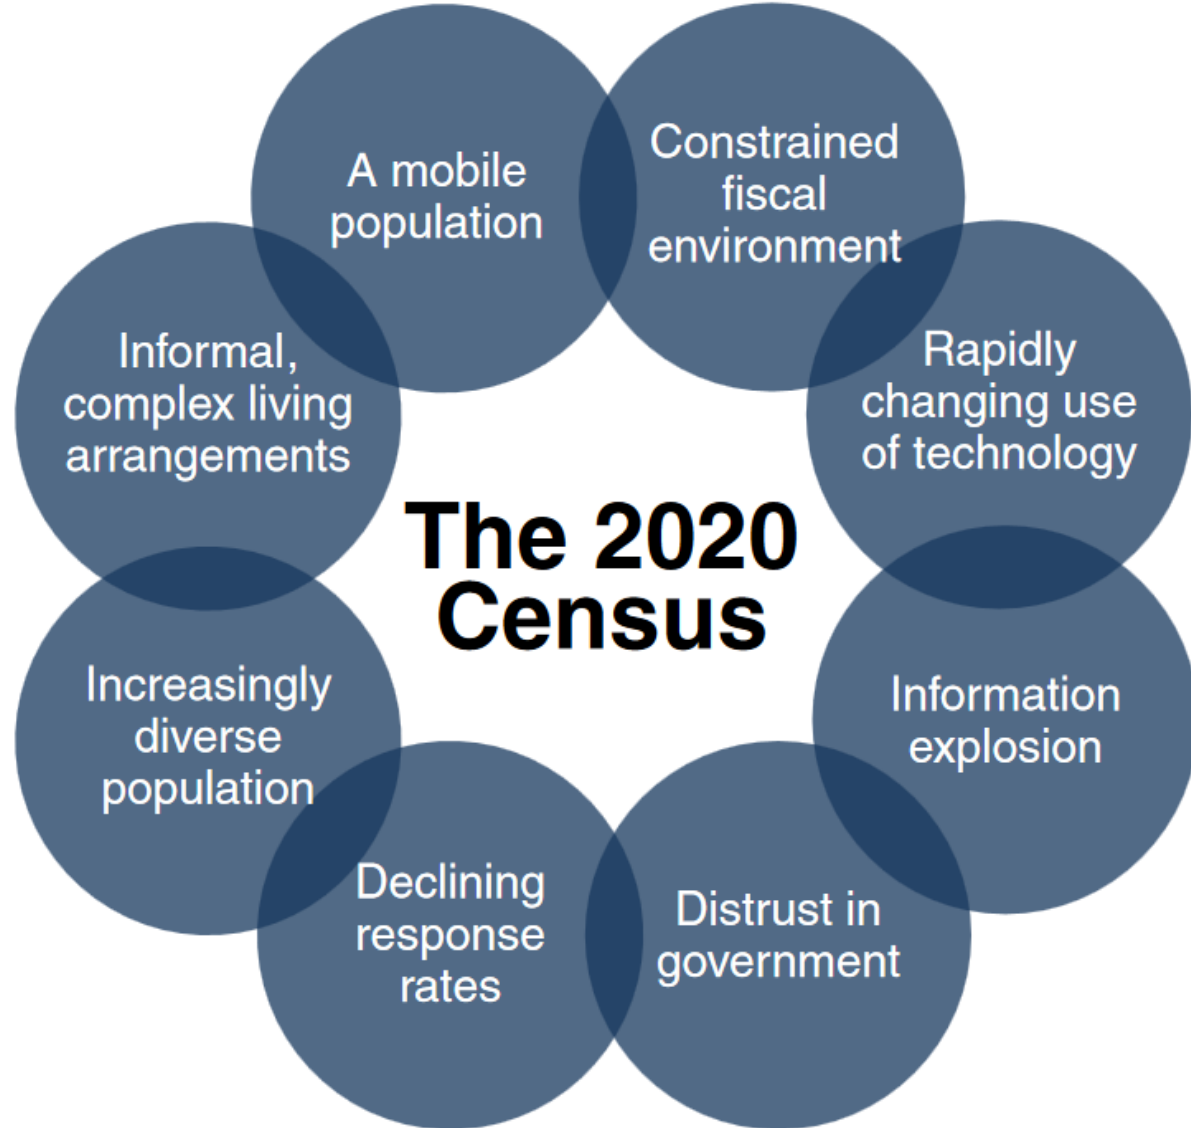 Constrained
fiscal
environment
Rapidly
changing use
of technology
Information
explosion
Distrust in
government
Declining
response
rates
Increasingly
diverse
population
Informal,
complex living
arrangements
A mobile
population
The 2020
Census